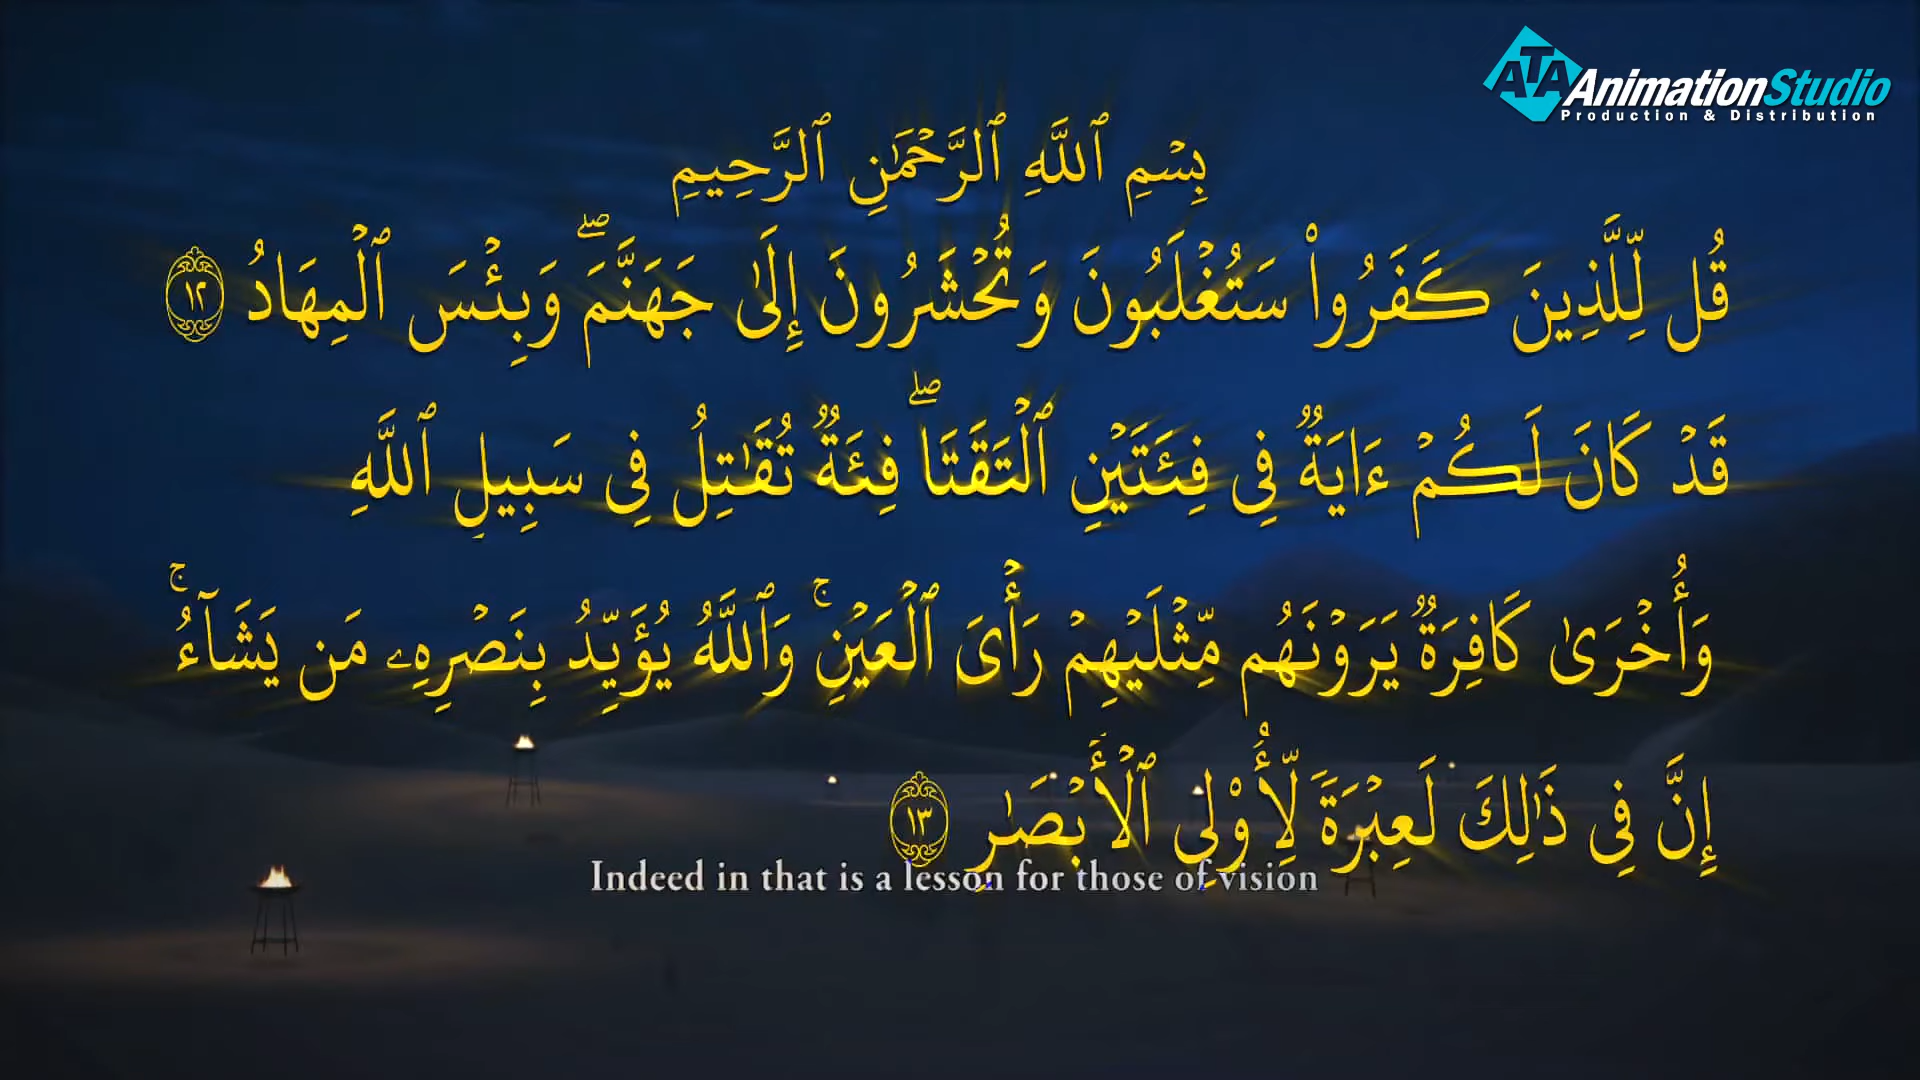 ATA AnimationStudio
Production & Distribution
بِسْمِ ٱللَّهِ ٱلرَّحْمَٰنِ ٱلرَّحِيمِ
قُل لِّلَّذِينَ كَفَرُوا۟ سَتُغْلَبُونَ وَتُحْشَرُونَ إِلَىٰ جَهَنَّمَ ۖ وَبِئْسَ ٱلْمِهَادُ ١٢
قَدْ كَانَ لَكُمْ ءَايَةٌ فِى فِئَتَيْنِ ٱلْتَقَتَا ۖ فِئَةٌ تُقَٰتِلُ فِى سَبِيلِ ٱللَّهِ
وَأُخْرَىٰ كَافِرَةٌ يَرَوْنَهُم مِّثْلَيْهِمْ رَأْىَ ٱلْعَيْنِ ۚ وَٱللَّهُ يُؤَيِّدُ بِنَصْرِهِۦ مَن يَشَآءُ ۚ
إِنَّ فِى ذَٰلِكَ لَعِبْرَةً لِّأُو۟لِى ٱلْأَبْصَٰرِ ١٣
Indeed in that is a lesson for those of vision